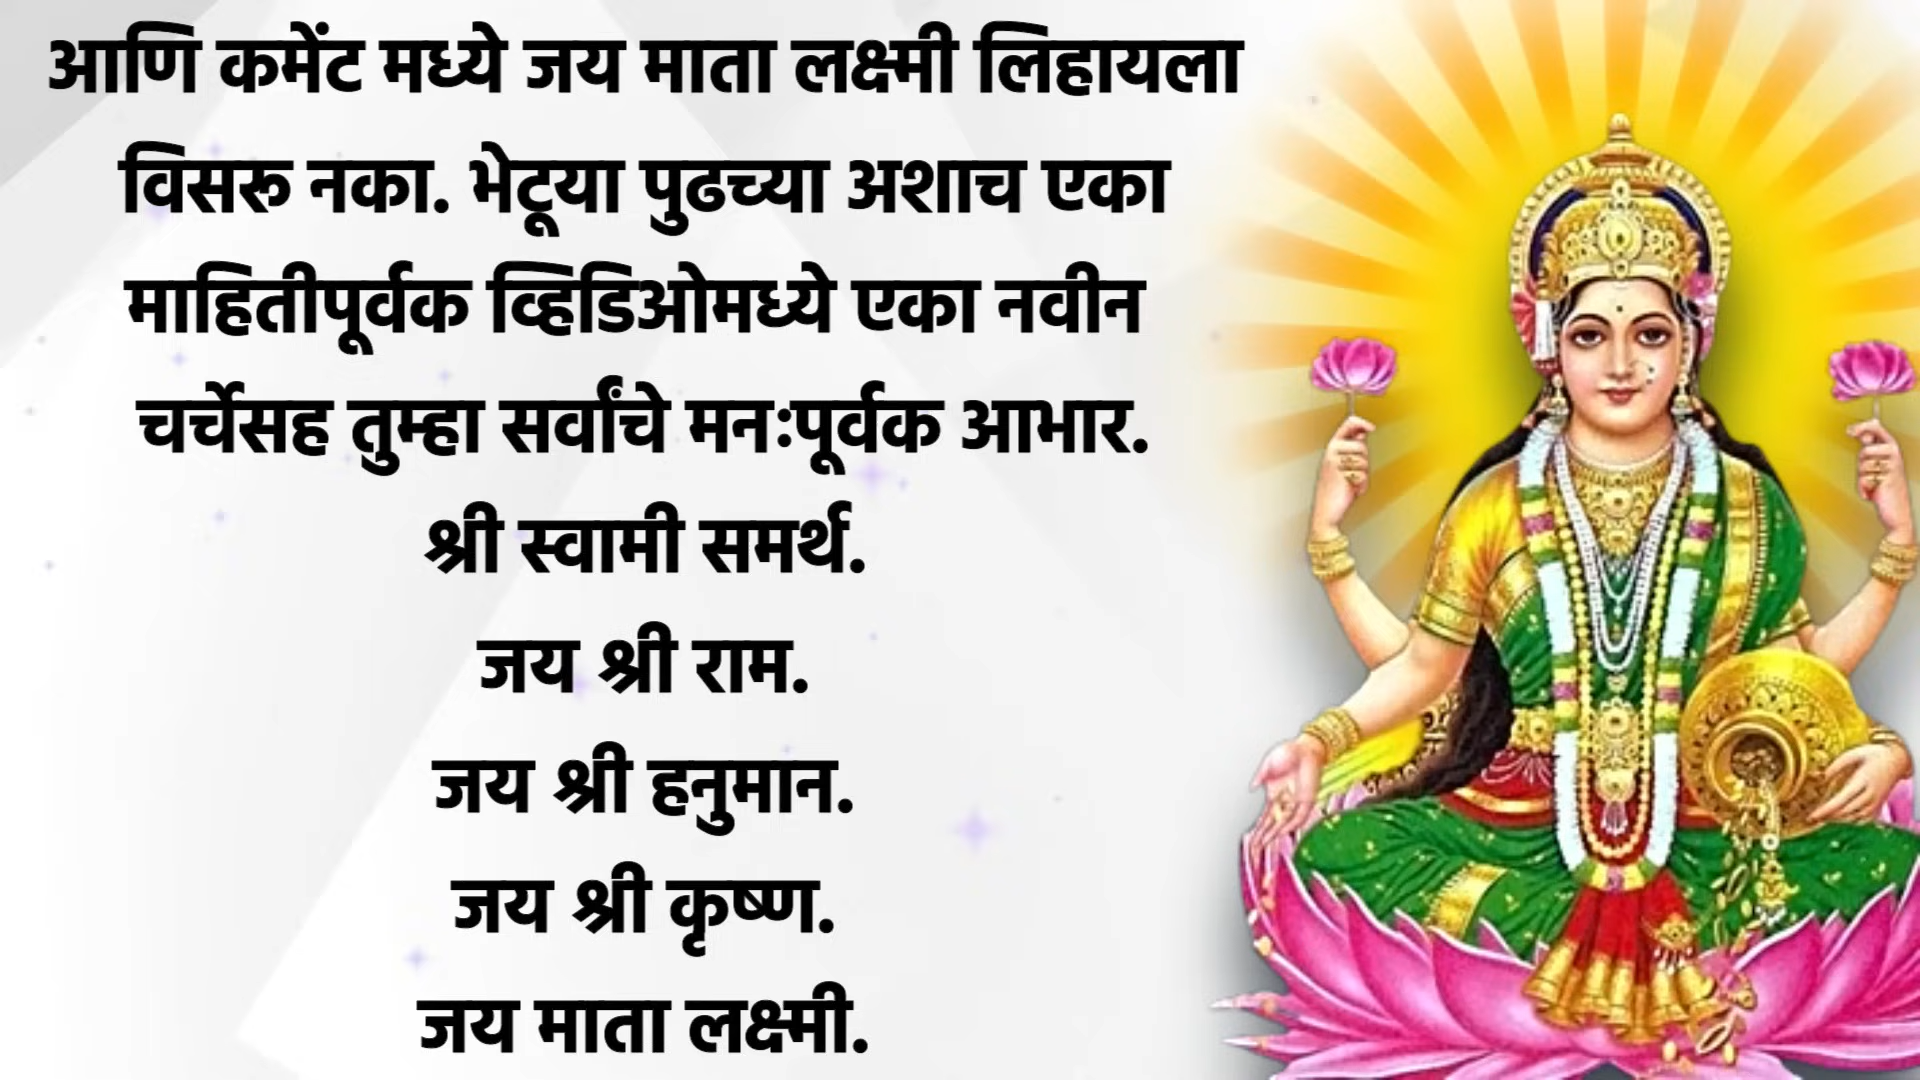 आणि कमेंट मध्ये जय माता लक्ष्मी लिहायला
विसरू नका. भेटूया पुढच्या अशाच एका
माहितीपूर्वक व्हिडिओमध्ये एका नवीन
चर्चेसह तुम्हा सर्वांचे मनःपूर्वक आभार.
श्री स्वामी समर्थ.
जय श्री राम.
जय श्री हनुमान.
जय श्री कृष्ण.
जय माता लक्ष्मी.